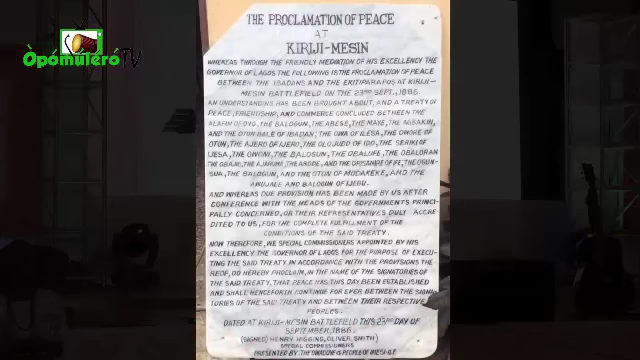 Òpómúléró TV
THE PROCLAMATION OF PEACE
AT
KIRIJI-MESIN
WHEREAS THROUGH THE FRIENDLY MEDIATION OF HIS EXCELLENCY THE
GOVERNOR OF LAGOS THE FOLLOWING IS THE PROCLAMATION OF PEACE
BETWEEN THE IBADANS AND THE EKITIPARAPOS AT KIRIJI—
MESIN BATTLEFIELD ON THE 23RD SEPT., 1886.
AN UNDERSTANDING HAS BEEN BROUGHT ABOUT, AND A TREATY OF
PEACE, FRIENDSHIP, AND COMMERCE CONCLUDED BETWEEN THE
ALAFIN OF OYO. THE BALOGUN, THE ABESE, THE MAYE, THE AGBAKIN,
AND THE OTUN BALE OF IBADAN; THE OWA OF ILESA, THE OWORE OF
OTUN, THE AJERO OF IJERO, THE OLOJUDO OF IDO, THE SERIKI OF
IJESA, THE OWONI, THE BALOGUN, THE OBALUFE, THE OBALORAN
THE OBAJIO, THE AJARUWA, THE ARODE, AND THE OF IFE; THE OGUN-
SUA, THE BALOGUN, AND THE OTUN OF MODAKEKE, AND THE
AWUJALE AND BALOGUN OF IJEBU.
AND WHEREAS DUE PROVISION HAS BEEN MADE BY US AFTER
CONFERENCE WITH THE HEADS OF THE GOVERNMENTS PRINCI-
PALLY CONCERNED, OR THEIR REPRESENTATIVES DULY ACCRE-
DITED TO US, FOR THE COMPLETE FULFILLMENT OF THE
CONDITIONS OF THE SAID TREATY.
NOW THEREFORE, WE SPECIAL COMMISSIONERS APPOINTED BY HIS
EXCELLENCY THE GOVERNOR OF LAGOS FOR THE PURPOSE OF EXECU-
TING THE SAID TREATY IN ACCORDANCE WITH THE PROVISIONS THE
REOF, DO HEREBY PROCLAIM, IN THE NAME OF THE SIGNATORIES OF
THE SAID TREATY, THAT PEACE HAS THIS DAY BEEN ESTABLISHED
AND SHALL HENCEFORTH CONTINUE FOR EVER BETWEEN THE SIGNA-
TORIES OF THE SAID TREATY AND BETWEEN THEIR RESPECTIVE
PEOPLES.
DATED AT KIRIJI-MESIN BATTLEFIELD THIS 23RD DAY OF
SEPTEMBER, 1886.
(SIGNED) HENRY HIGGINS, OLIVER SMITH)
SPECIAL COMMISSIONERS
PRESENTED BY THE & PEOPLE OF